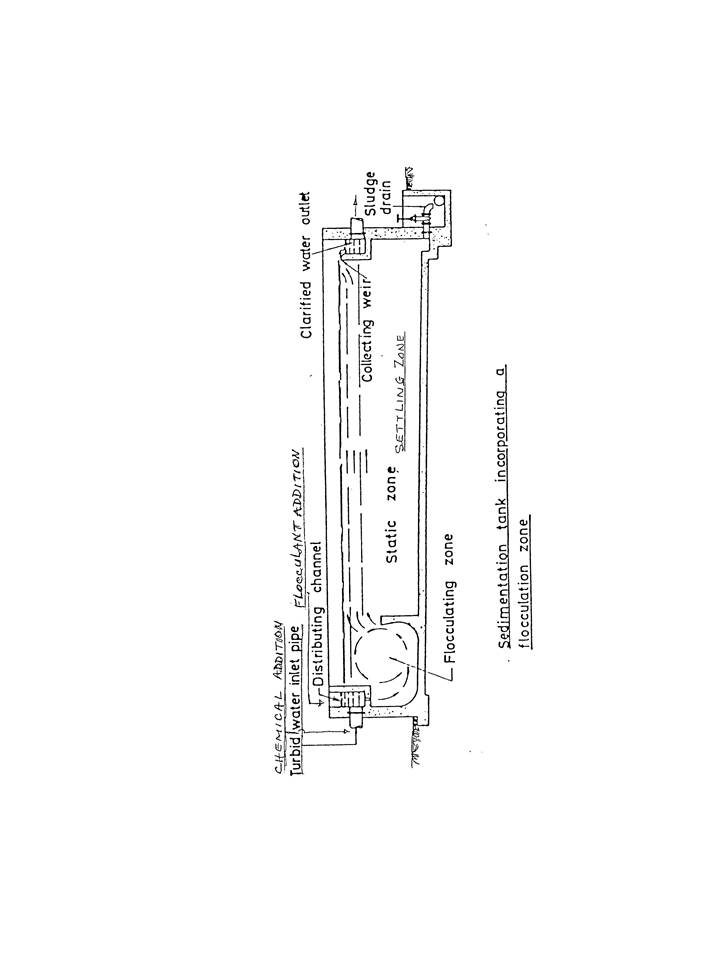 CHEMICAL ADDITION
Turbid water inlet pipe
FLOCCULANT ADDITION
Distributing channel
Clarified water outlet
Sludge
drain
Collecting weir
Static zone
SETTLING ZONE
Flocculating zone
Sedimentation tank incorporating a
flocculation zone